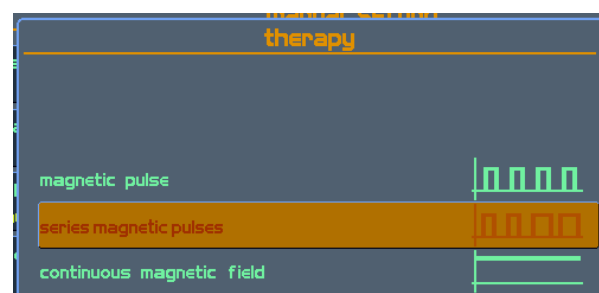 therapy
magnetic pulse
series magnetic pulses
continuous magnetic field